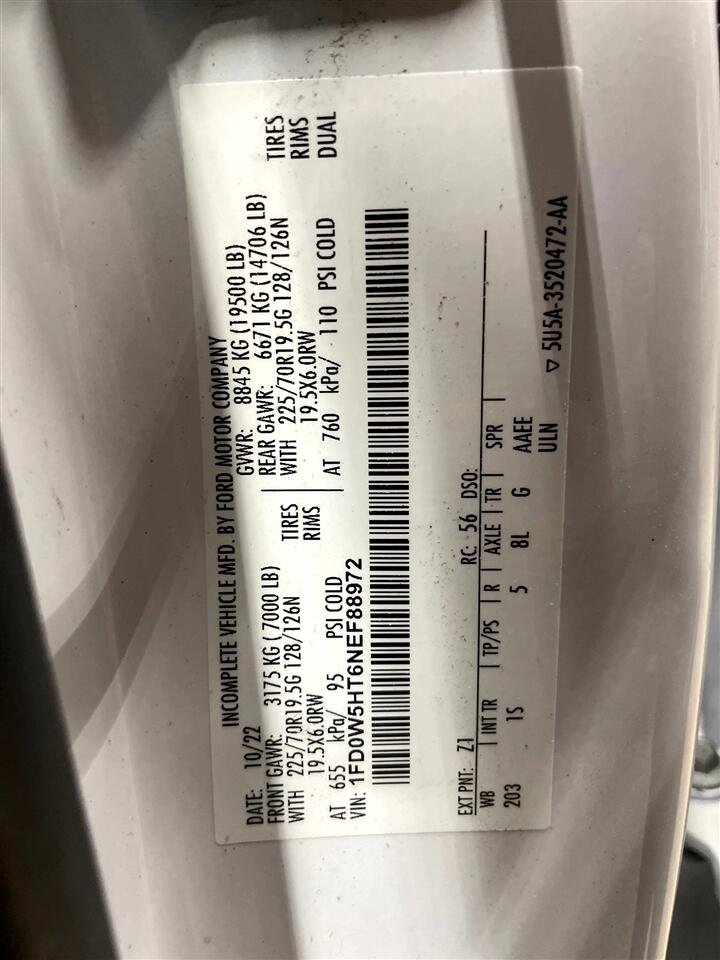 INCOMPLETE VEHICLE MFD. BY FORD MOTOR COMPANY
DATE: 10/22 GVWR: 8845 KG (19500 LB)
FRONT GAWR: 3175 KG (7000 LB) REAR GAWR: 6671 KG (14706 LB)
WITH 225/70R19.5G 128/126N TIRES WITH 225/70R19.5G 128/126N TIRES
19.5X6.0RW RIMS 19.5X6.0RW RIMS
AT 655 kPa/ 95 PSI COLD AT 760 kPa/ 110 PSI COLD DUAL
VIN: 1FD0W5HT6NEF88972
EXT PNT: Z1 RC: 56 DSO:
WB | INT TR | TP/PS | R | AXLE | TR | SPR |
203 1S 5 8L G AAEE
ULN
▽ 5U5A-3520472-AA